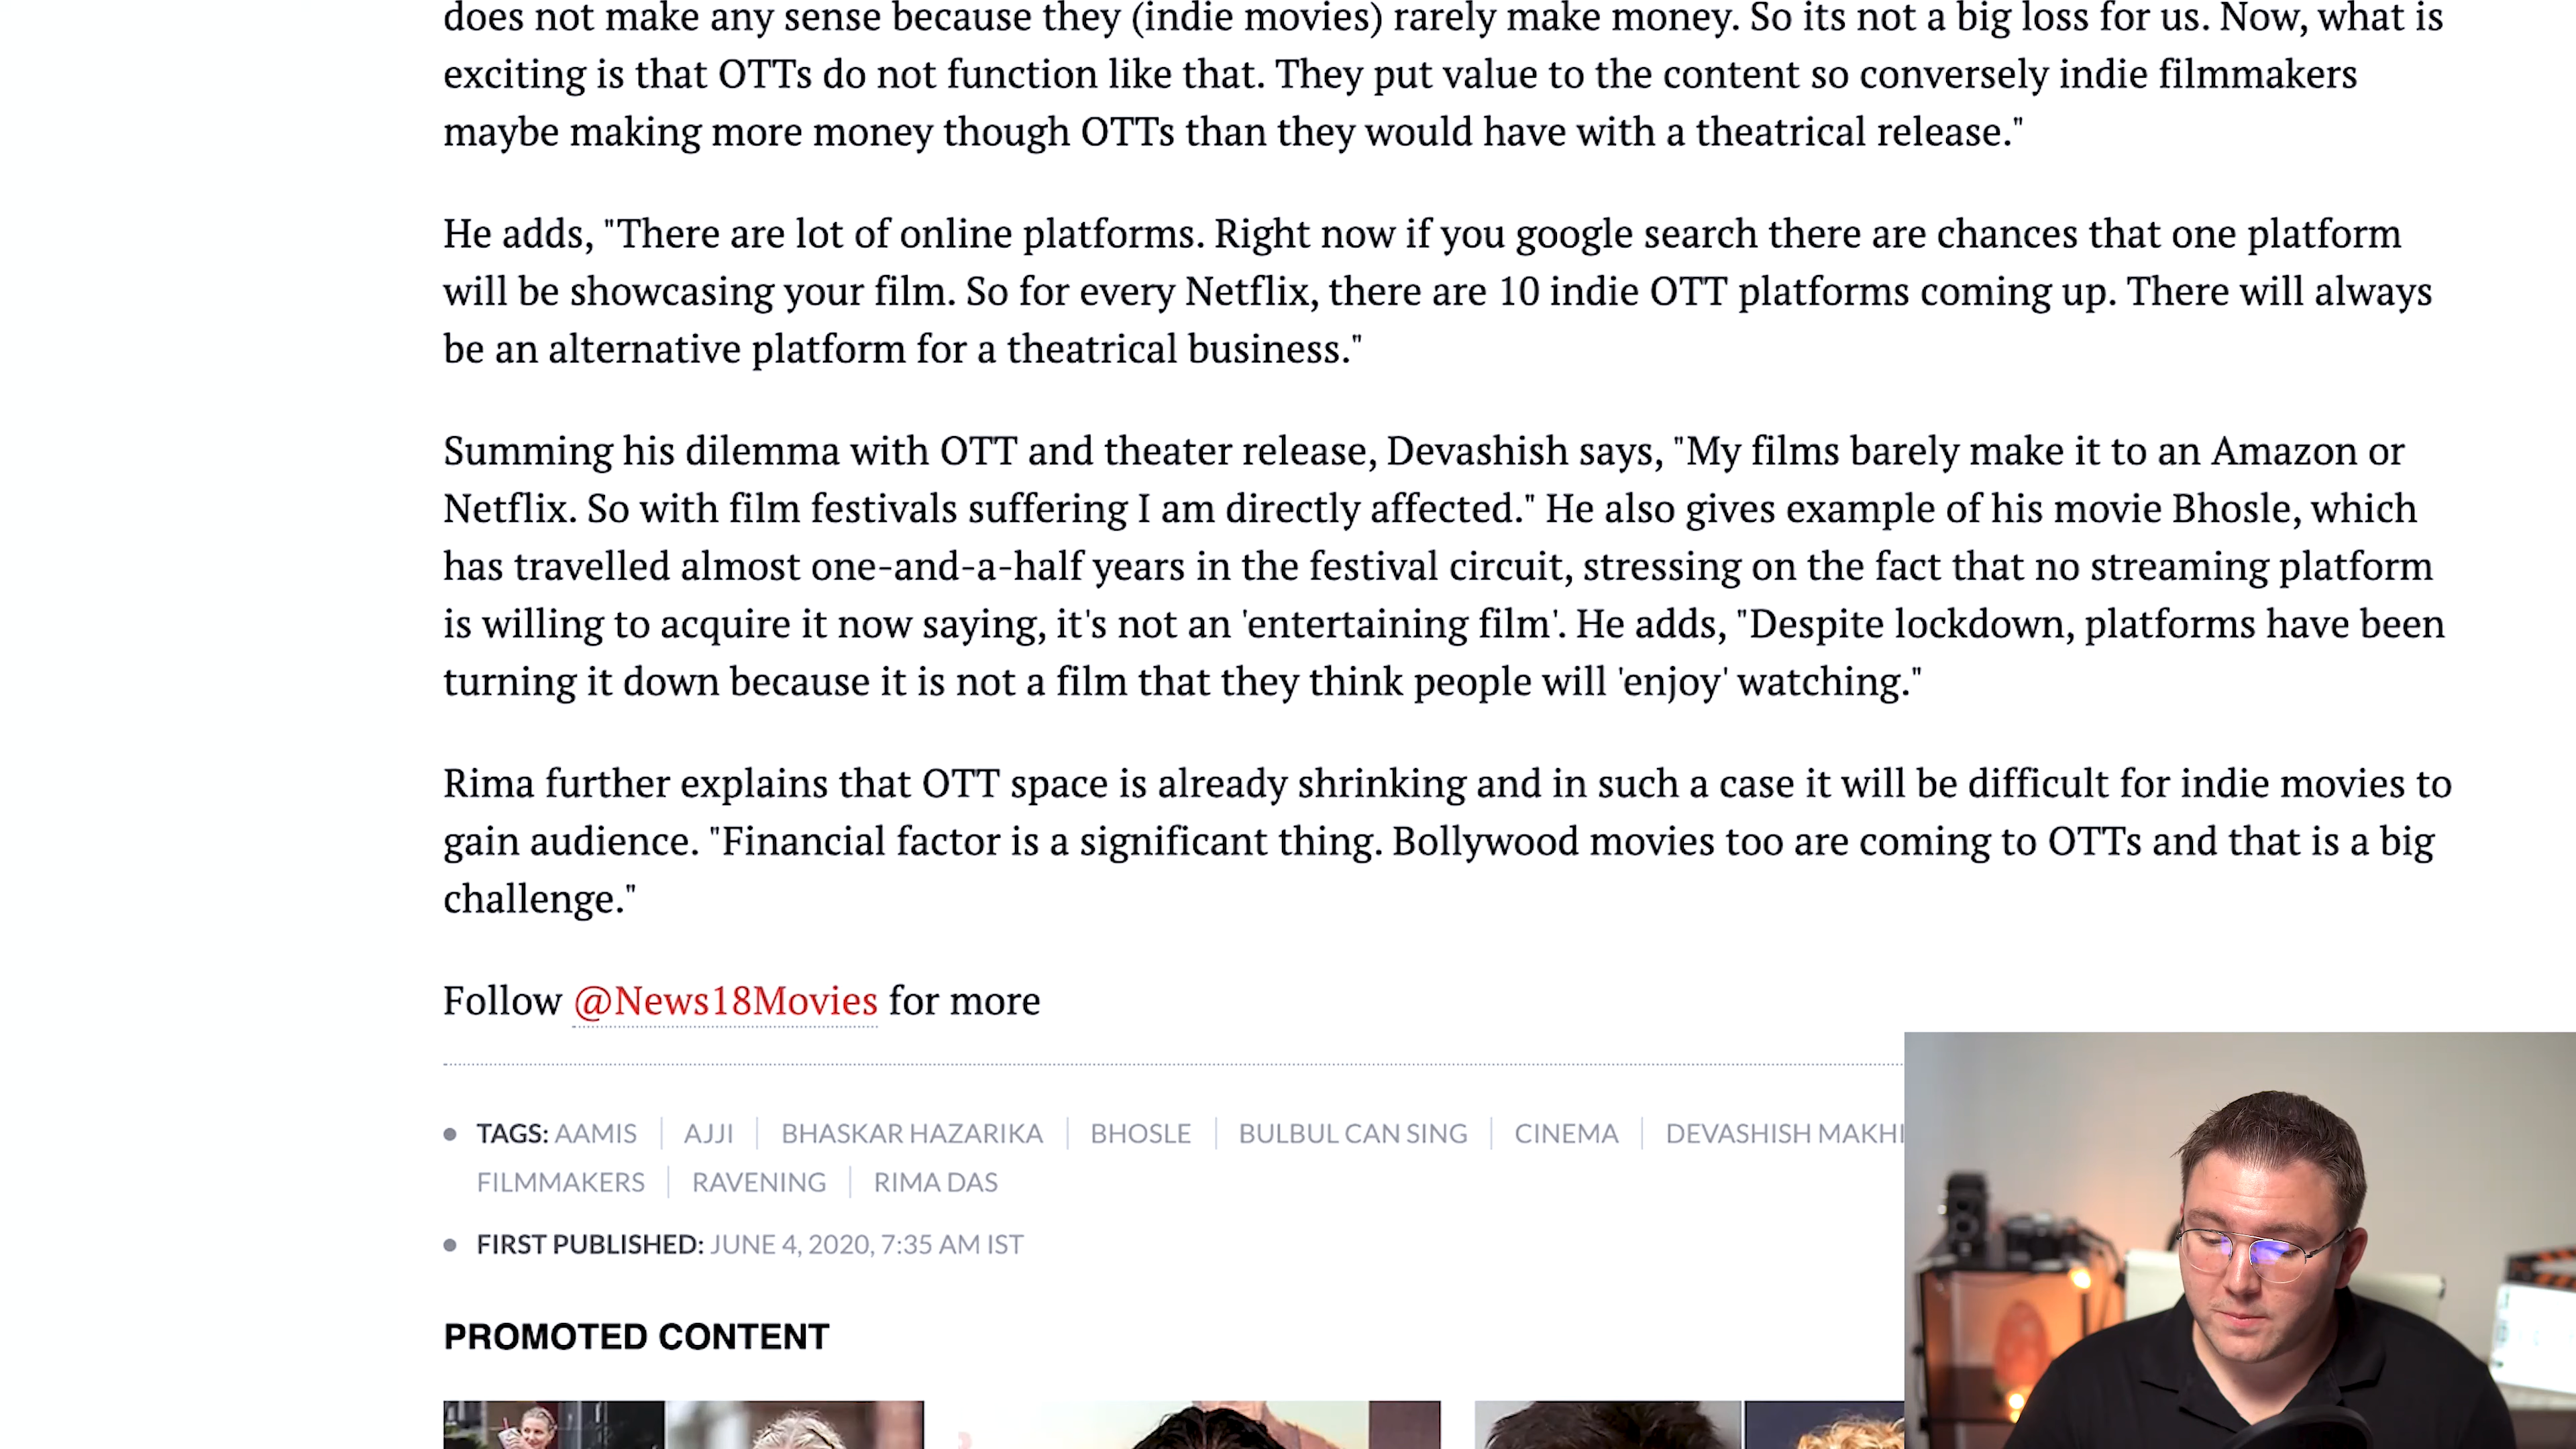 does not make any sense because they (indie movies) rarely make money. So its not a big loss for us. Now, what is
exciting is that OTTs do not function like that. They put value to the content so conversely indie filmmakers
maybe making more money though OTTs than they would have with a theatrical release."
He adds, "There are lot of online platforms. Right now if you google search there are chances that one platform
will be showcasing your film. So for every Netflix, there are 10 indie OTT platforms coming up. There will always
be an alternative platform for a theatrical business."
Summing his dilemma with OTT and theater release, Devashish says, "My films barely make it to an Amazon or
Netflix. So with film festivals suffering I am directly affected." He also gives example of his movie Bhosle, which
has travelled almost one-and-a-half years in the festival circuit, stressing on the fact that no streaming platform
is willing to acquire it now saying, it's not an 'entertaining film'. He adds, "Despite lockdown, platforms have been
turning it down because it is not a film that they think people will 'enjoy' watching."
Rima further explains that OTT space is already shrinking and in such a case it will be difficult for indie movies to
gain audience. "Financial factor is a significant thing. Bollywood movies too are coming to OTTs and that is a big
challenge."
Follow @News18Movies for more
TAGS: AAMIS | AJJI | BHASKAR HAZARIKA | BHOSLE | BULBUL CAN SING | CINEMA | DEVASHISH MAKHI
FILMMAKERS | RAVENING | RIMA DAS
FIRST PUBLISHED: JUNE 4, 2020, 7:35 AM IST
PROMOTED CONTENT